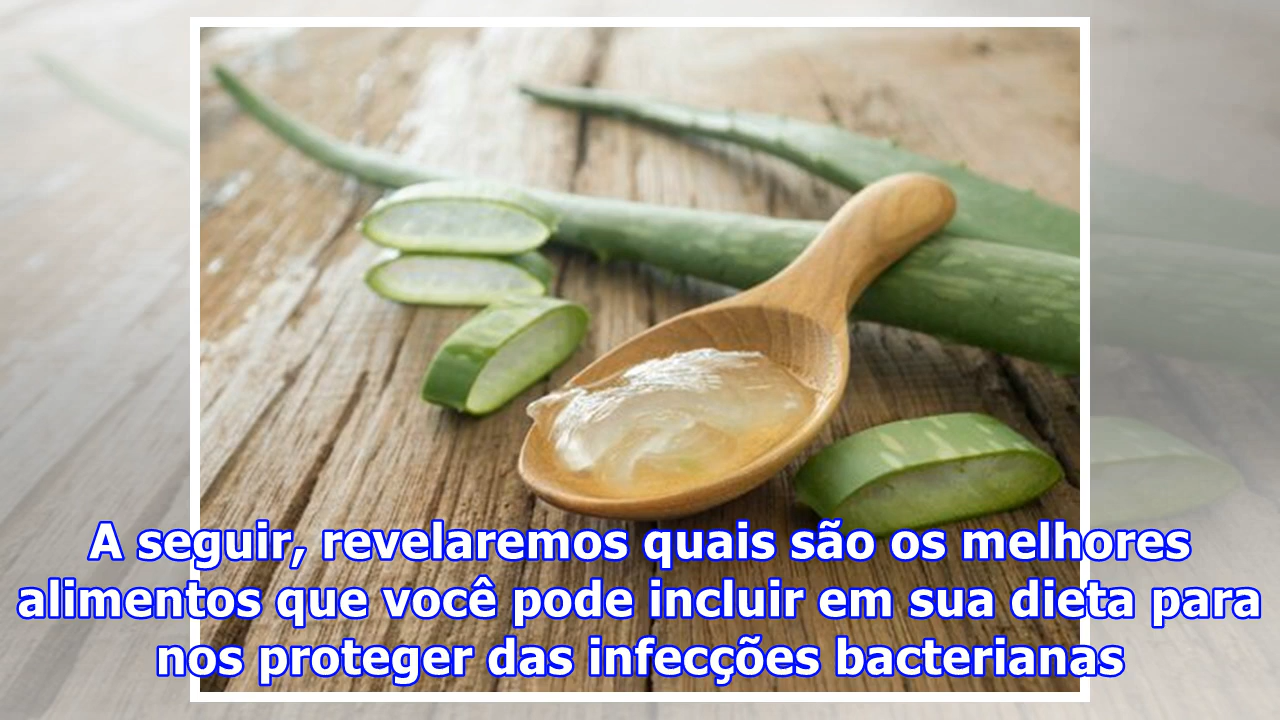 A seguir, revelaremos quais são os melhores
alimentos que você pode incluir em sua dieta para
nos proteger das infecções bacterianas